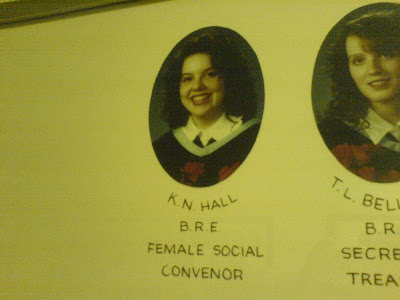 K.N. HALL
B.R.E.
FEMALE SOCIAL
CONVENOR
T.L.
B.R.